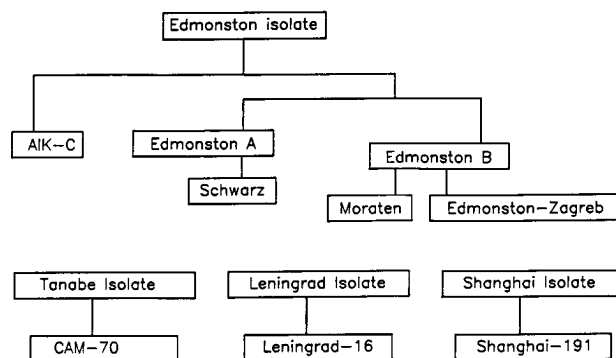 Edmonston isolate
AIK-C
Edmonston A
Edmonston B
Schwarz
Moraten
Edmonston-Zagreb
Tanabe Isolate
Leningrad Isolate
Shanghai Isolate
CAM-70
Leningrad-16
Shanghai-191